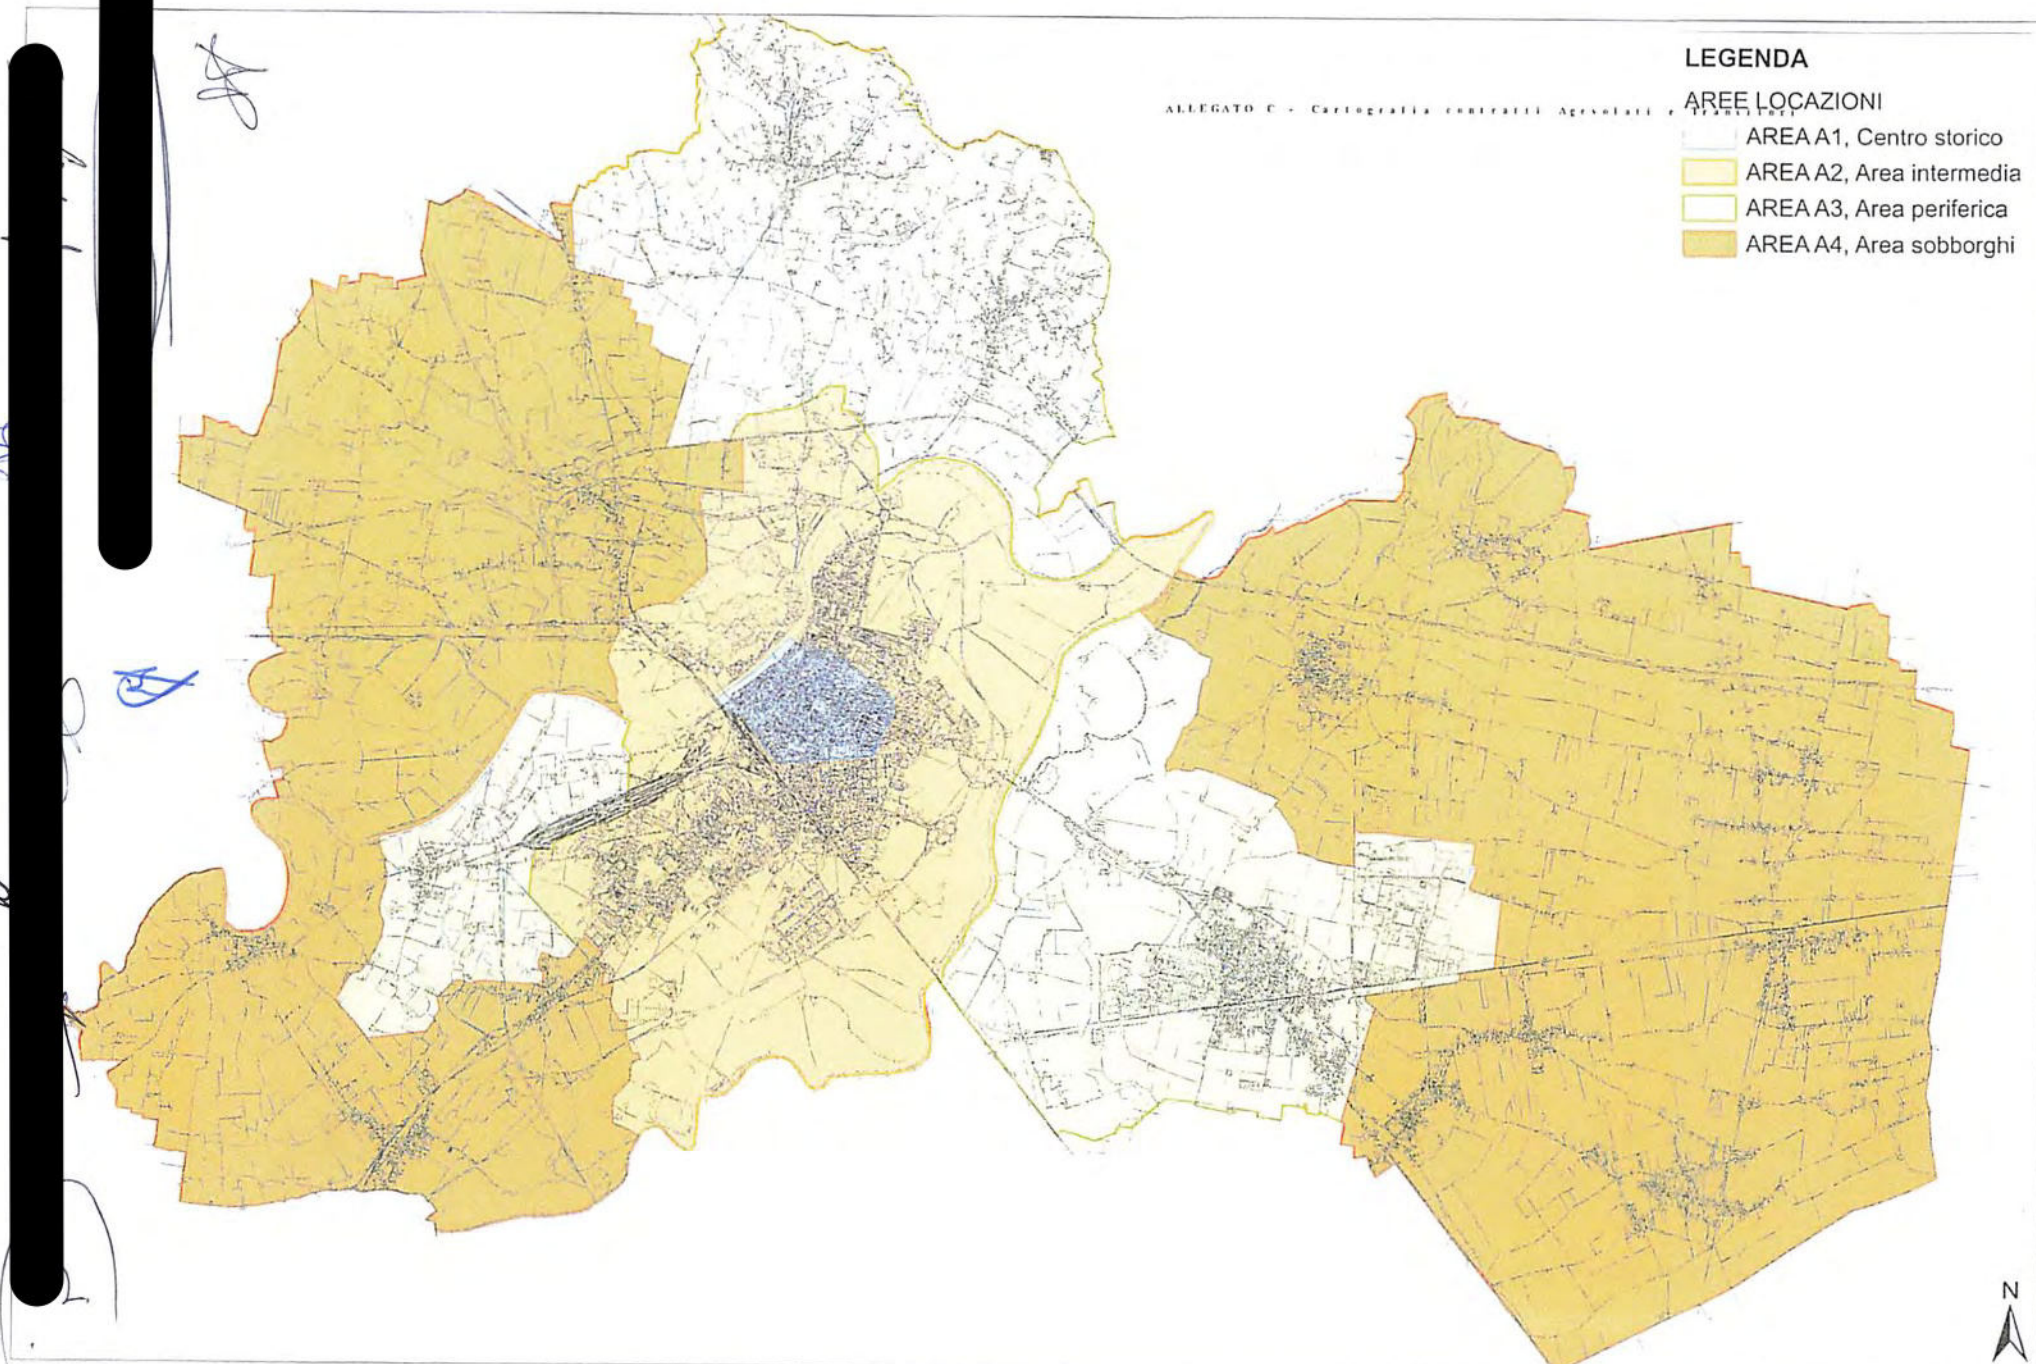 LEGENDA
ALLEGATO C - Cartografia contratti Agevolati e Transitori
AREE LOCAZIONI
AREA A1, Centro storico
AREA A2, Area intermedia
AREA A3, Area periferica
AREA A4, Area sobborghi
N